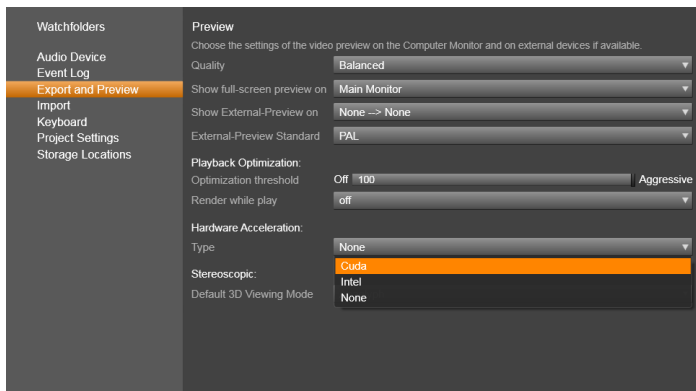 Watchfolders
Audio Device
Event Log
Export and Preview
Import
Keyboard
Project Settings
Storage Locations
Preview
Choose the settings of the video preview on the Computer Monitor and on external devices if available.
Quality Balanced
Show full-screen preview on Main Monitor
Show External-Preview on None --> None
External-Preview Standard PAL
Playback Optimization:
Optimization threshold Off 100 Aggressive
Render while play off
Hardware Acceleration:
Type None
Cuda
Stereoscopic: Intel
Default 3D Viewing Mode None